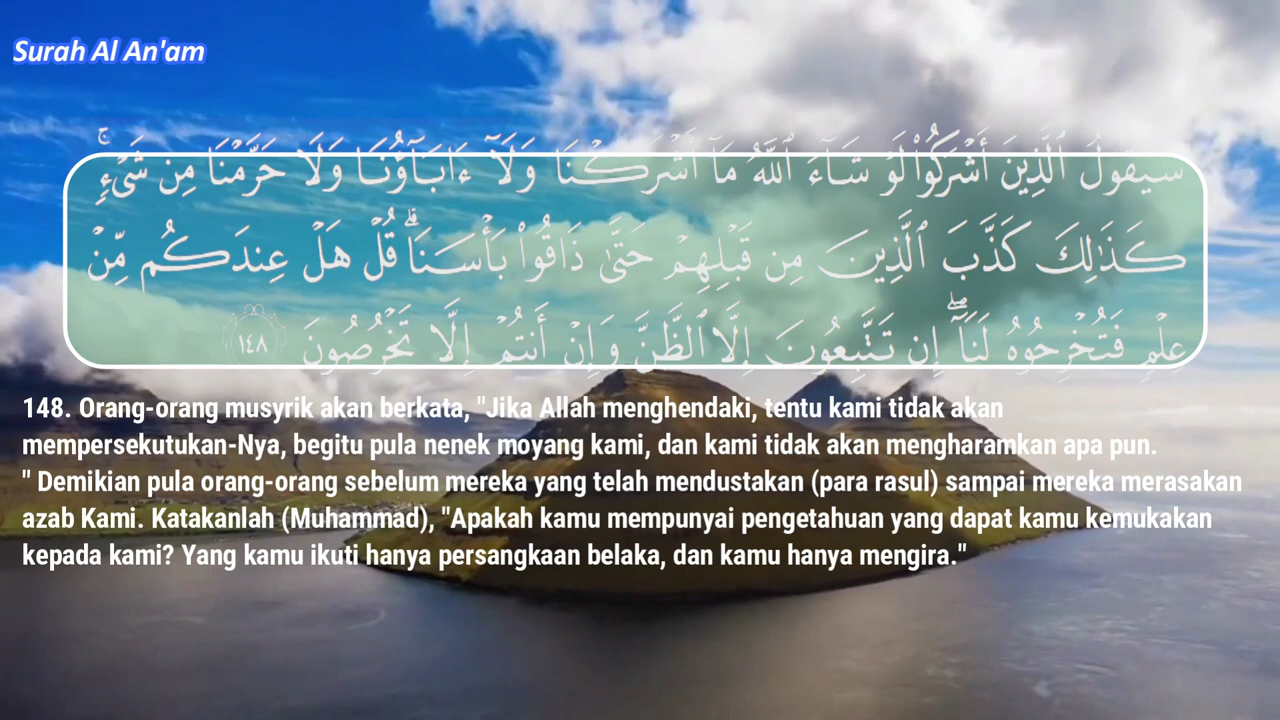 Surah Al An'am
سَيَقُولُ ٱلَّذِينَ أَشْرَكُوا۟ لَوْ شَآءَ ٱللَّهُ مَآ أَشْرَكْنَا وَلَآ ءَابَآؤُنَا وَلَا حَرَّمْنَا مِن شَىْءٍ ۚ
كَذَٰلِكَ كَذَّبَ ٱلَّذِينَ مِن قَبْلِهِمْ حَتَّىٰ ذَاقُوا۟ بَأْسَنَا ۗ قُلْ هَلْ عِندَكُم مِّنْ
عِلْمٍ فَتُخْرِجُوهُ لَنَآ ۖ إِن تَتَّبِعُونَ إِلَّا ٱلظَّنَّ وَإِنْ أَنتُمْ إِلَّا تَخْرُصُونَ ١٤٨
148. Orang-orang musyrik akan berkata, "Jika Allah menghendaki, tentu kami tidak akan
mempersekutukan-Nya, begitu pula nenek moyang kami, dan kami tidak akan mengharamkan apa pun.
" Demikian pula orang-orang sebelum mereka yang telah mendustakan (para rasul) sampai mereka merasakan
azab Kami. Katakanlah (Muhammad), "Apakah kamu mempunyai pengetahuan yang dapat kamu kemukakan
kepada kami? Yang kamu ikuti hanya persangkaan belaka, dan kamu hanya mengira."